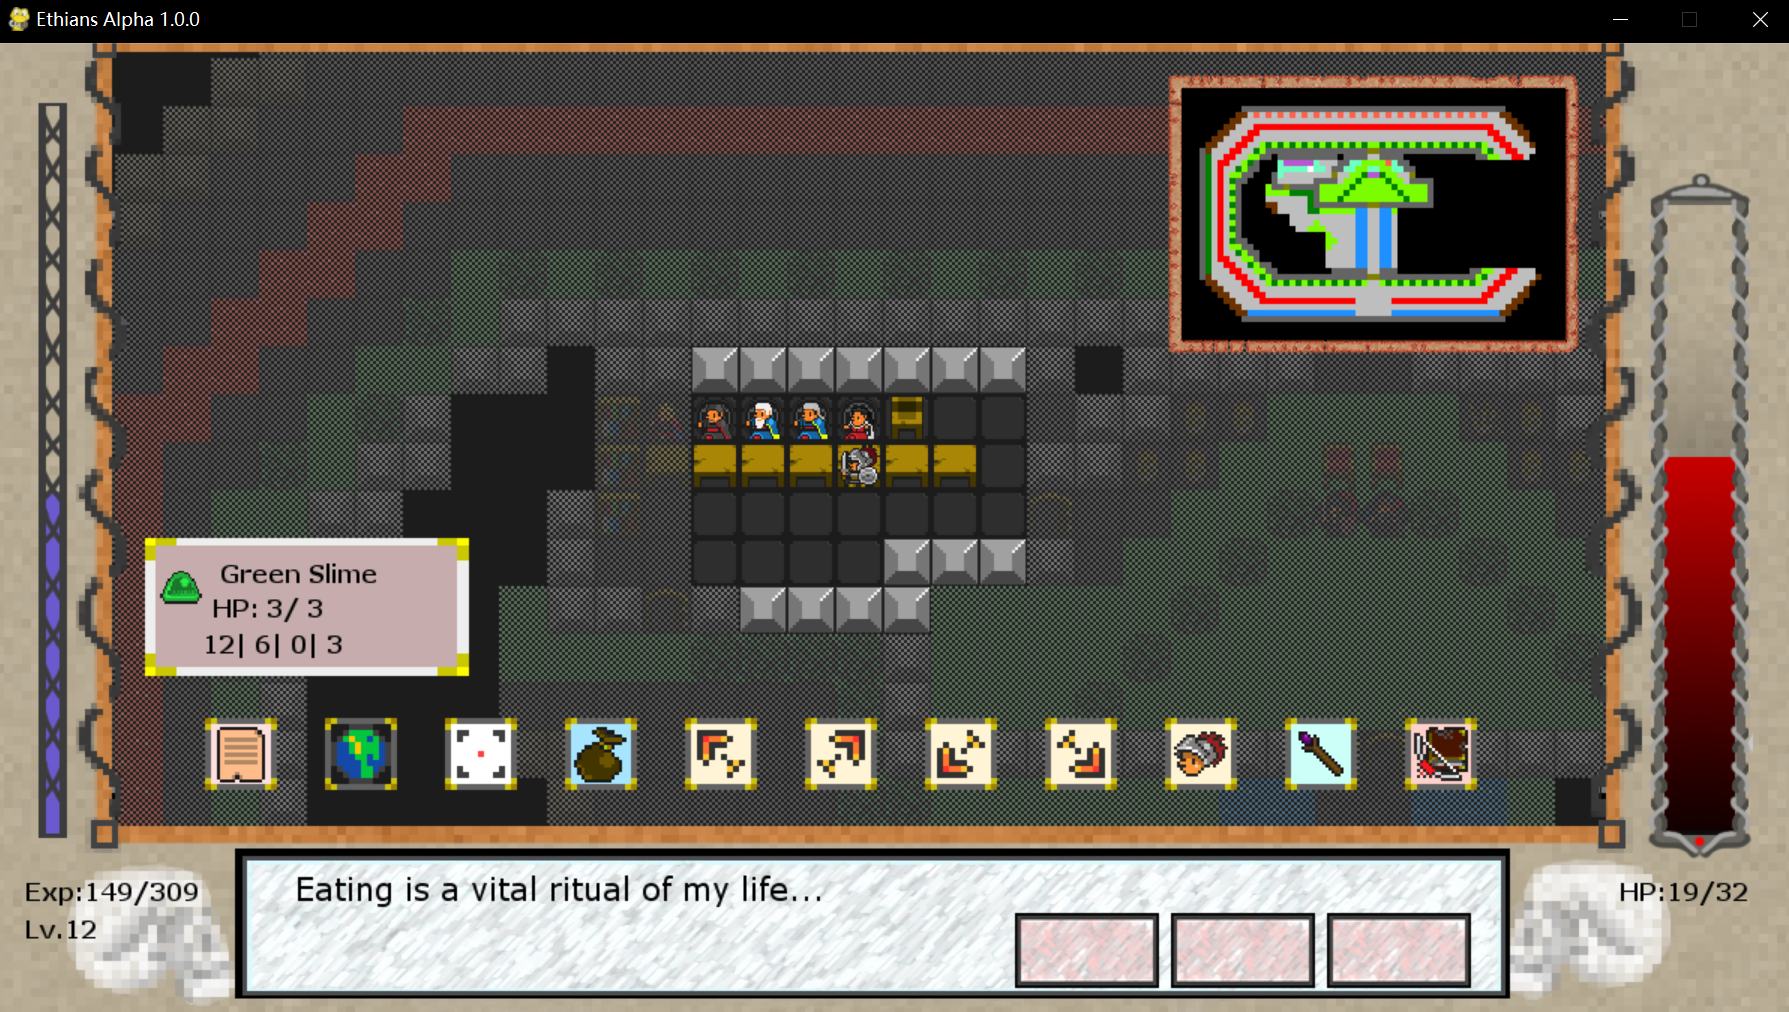 Ethians Alpha 1.0.0
Green Slime
HP: 3/ 3
12| 6| 0| 3
Exp:149/309
Lv.12
Eating is a vital ritual of my life...
HP:19/32